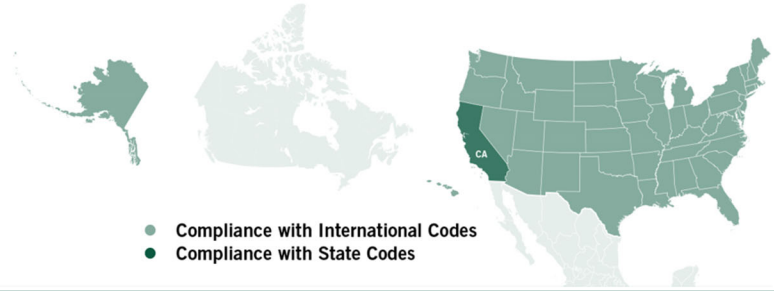 CA
Compliance with International Codes
Compliance with State Codes